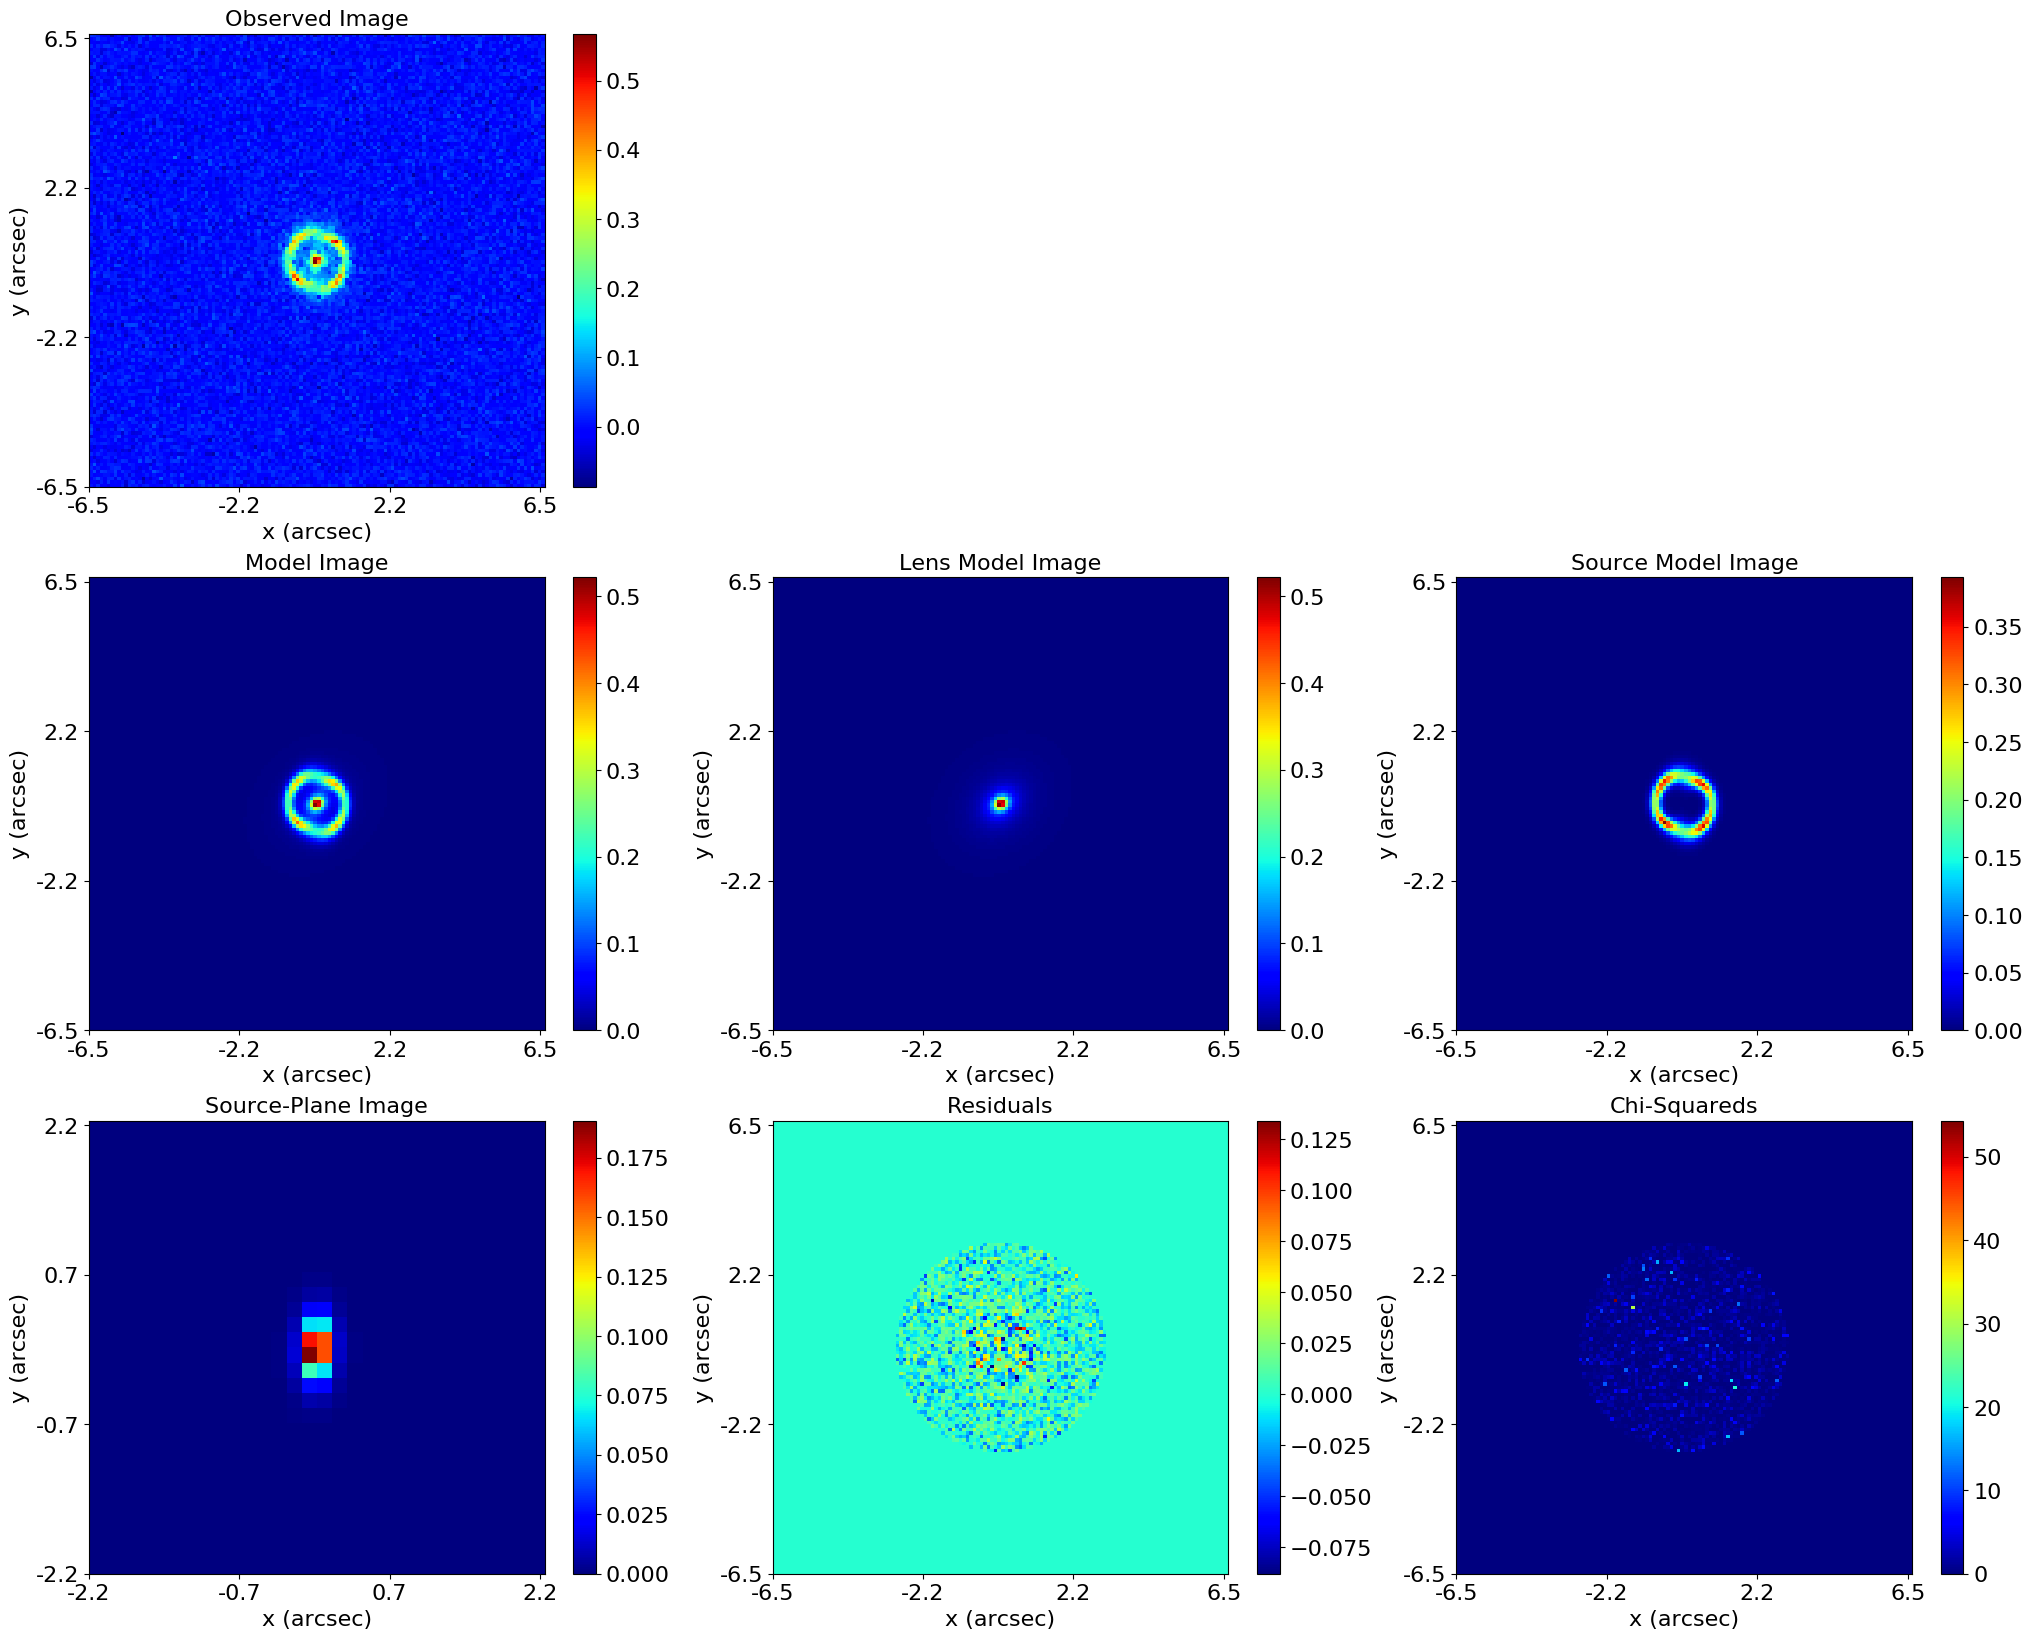 Observed Image
6.5
2.2
-2.2
-6.5
y (arcsec)
-6.5 -2.2 2.2 6.5
x (arcsec)
0.5
0.4
0.3
0.2
0.1
0.0
Model Image
6.5
2.2
-2.2
-6.5
y (arcsec)
-6.5 -2.2 2.2 6.5
x (arcsec)
0.5
0.4
0.3
0.2
0.1
0.0
Lens Model Image
6.5
2.2
-2.2
-6.5
y (arcsec)
-6.5 -2.2 2.2 6.5
x (arcsec)
0.5
0.4
0.3
0.2
0.1
0.0
Source Model Image
6.5
2.2
-2.2
-6.5
y (arcsec)
-6.5 -2.2 2.2 6.5
x (arcsec)
0.35
0.30
0.25
0.20
0.15
0.10
0.05
0.00
Source-Plane Image
2.2
0.7
-0.7
-2.2
y (arcsec)
-2.2 -0.7 0.7 2.2
x (arcsec)
0.175
0.150
0.125
0.100
0.075
0.050
0.025
0.000
Residuals
6.5
2.2
-2.2
-6.5
y (arcsec)
-6.5 -2.2 2.2 6.5
x (arcsec)
0.125
0.100
0.075
0.050
0.025
0.000
−0.025
−0.050
−0.075
Chi-Squareds
6.5
2.2
-2.2
-6.5
y (arcsec)
-6.5 -2.2 2.2 6.5
x (arcsec)
50
40
30
20
10
0